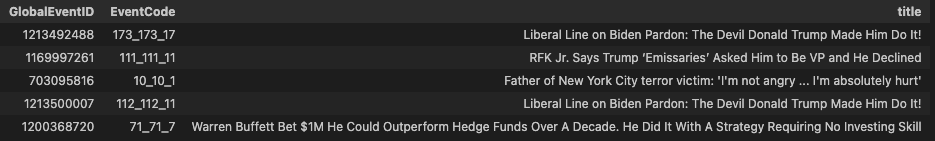 GlobalEventID EventCode title
1213492488 173_173_17 Liberal Line on Biden Pardon: The Devil Donald Trump Made Him Do It!
1169997261 111_111_11 RFK Jr. Says Trump ‘Emissaries’ Asked Him to Be VP and He Declined
703095816 10_10_1 Father of New York City terror victim: 'I'm not angry ... I'm absolutely hurt'
1213500007 112_112_11 Liberal Line on Biden Pardon: The Devil Donald Trump Made Him Do It!
1200368720 71_71_7 Warren Buffett Bet $1M He Could Outperform Hedge Funds Over A Decade. He Did It With A Strategy Requiring No Investing Skill